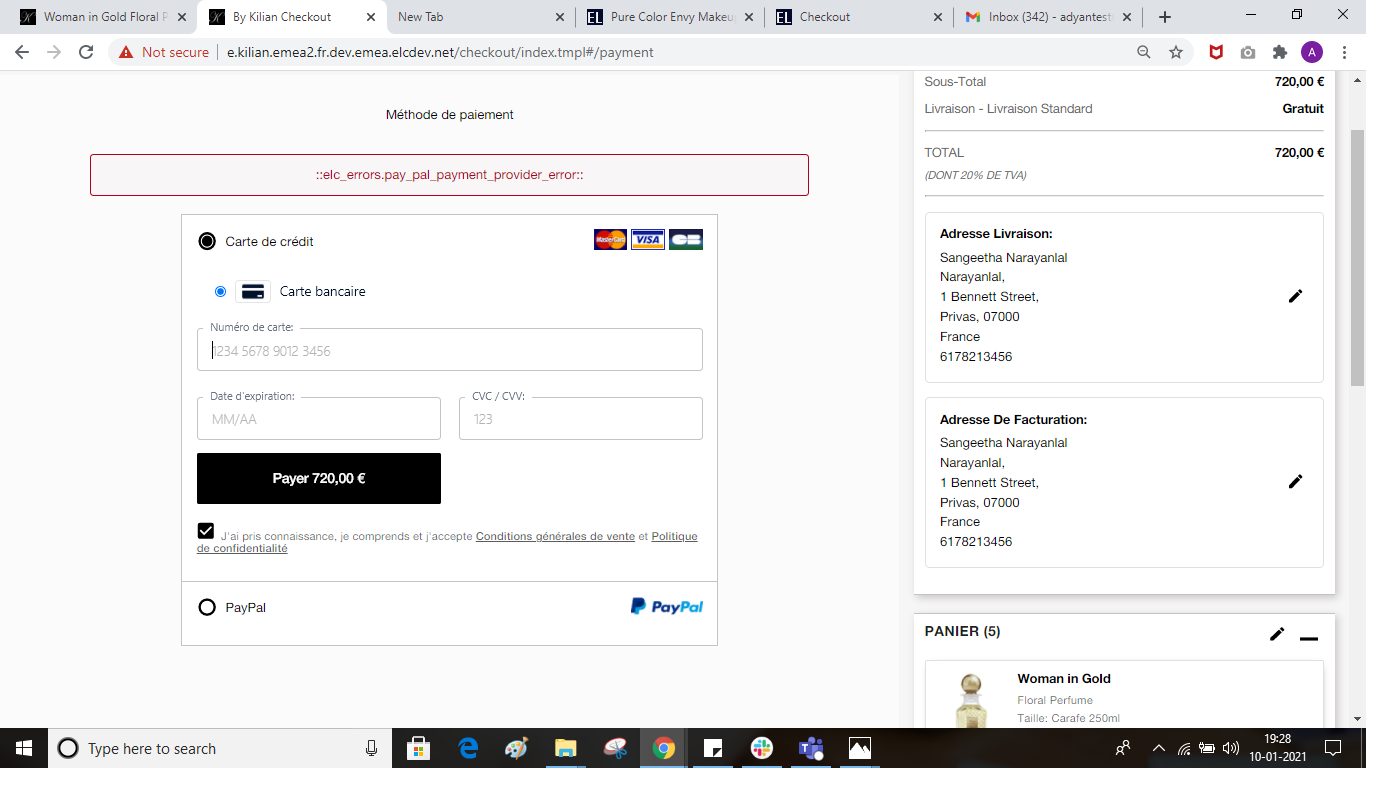 Woman in Gold Floral P
By Kilian Checkout
New Tab
EL
Pure Color Envy Makeu
EL
Checkout
Inbox (342) - adyantest
Not secure
e.kilian.emea2.fr.dev.emea.elcdev.net/checkout/index.tmpl#/payment
A
Méthode de paiement
::elc_errors.pay_pal_payment_provider_error::
Carte de crédit
MasterCard
VISA
CB
Carte bancaire
Numéro de carte:
1234 5678 9012 3456
Date d'expiration:
MM/AA
CVC / CVV:
123
Payer 720,00 €
J'ai pris connaissance, je comprends et j'accepte Conditions générales de vente et Politique
de confidentialité
PayPal
PayPal
Sous-Total
720,00 €
Livraison - Livraison Standard
Gratuit
TOTAL
720,00 €
(DONT 20% DE TVA)
Adresse Livraison:
Sangeetha Narayanlal
Narayanlal,
1 Bennett Street,
Privas, 07000
France
6178213456
Adresse De Facturation:
Sangeetha Narayanlal
Narayanlal,
1 Bennett Street,
Privas, 07000
France
6178213456
PANIER (5)
Woman in Gold
Floral Perfume
Taille: Carafe 250ml
Type here to search
19:28
10-01-2021